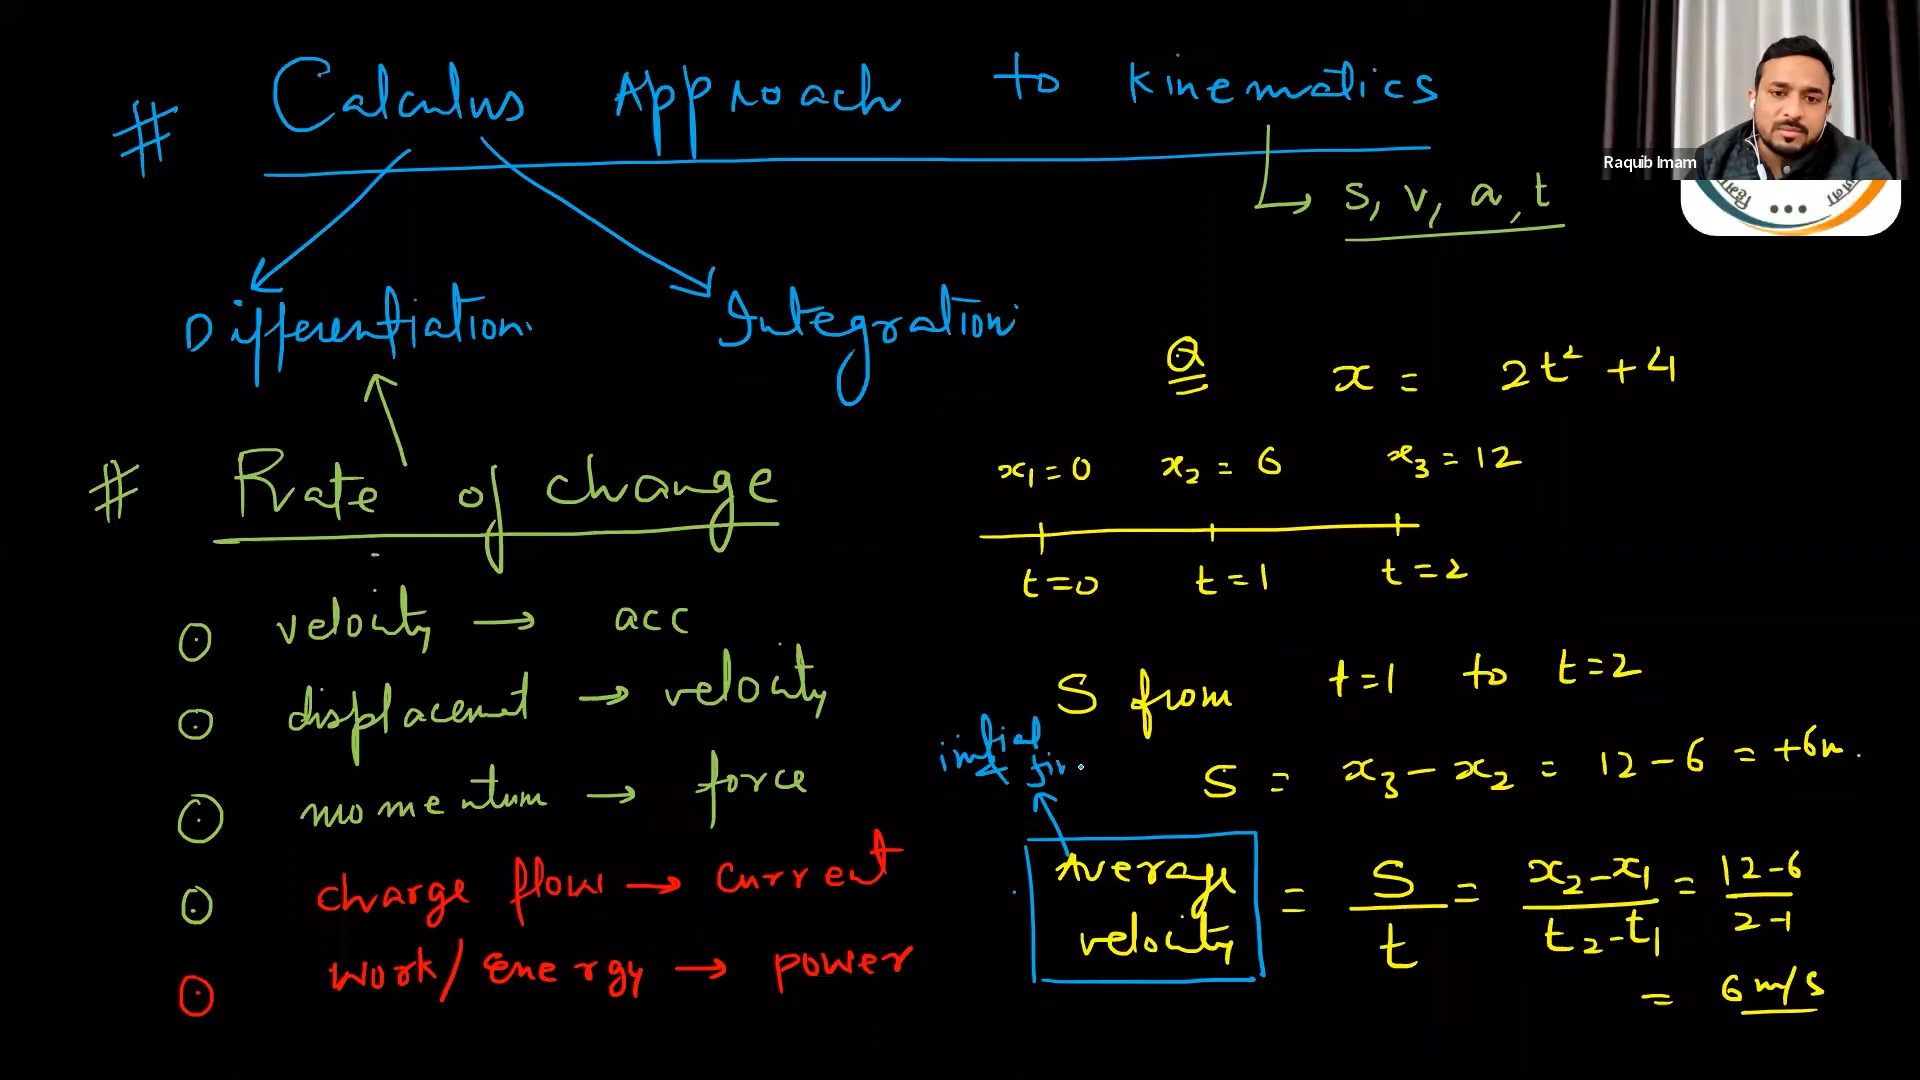 # Calculus Approach to Kinematics
Raquib Imam
s, v, a, t
Differentiation
Integration
Q x = 2t² + 4
x₁ = 0 x₂ = 6 x₃ = 12
t = 0 t = 1 t = 2
# Rate of change
velocity → acc
displacement → velocity
momentum → force
charge flow → current
Work/Energy → power
S from t=1 to t=2
initial
& fin
S = x₃ - x₂ = 12 - 6 = +6m.
Average velocity = S/t = x₂-x₁/t₂-t₁ = 12-6/2-1
= 6 m/s